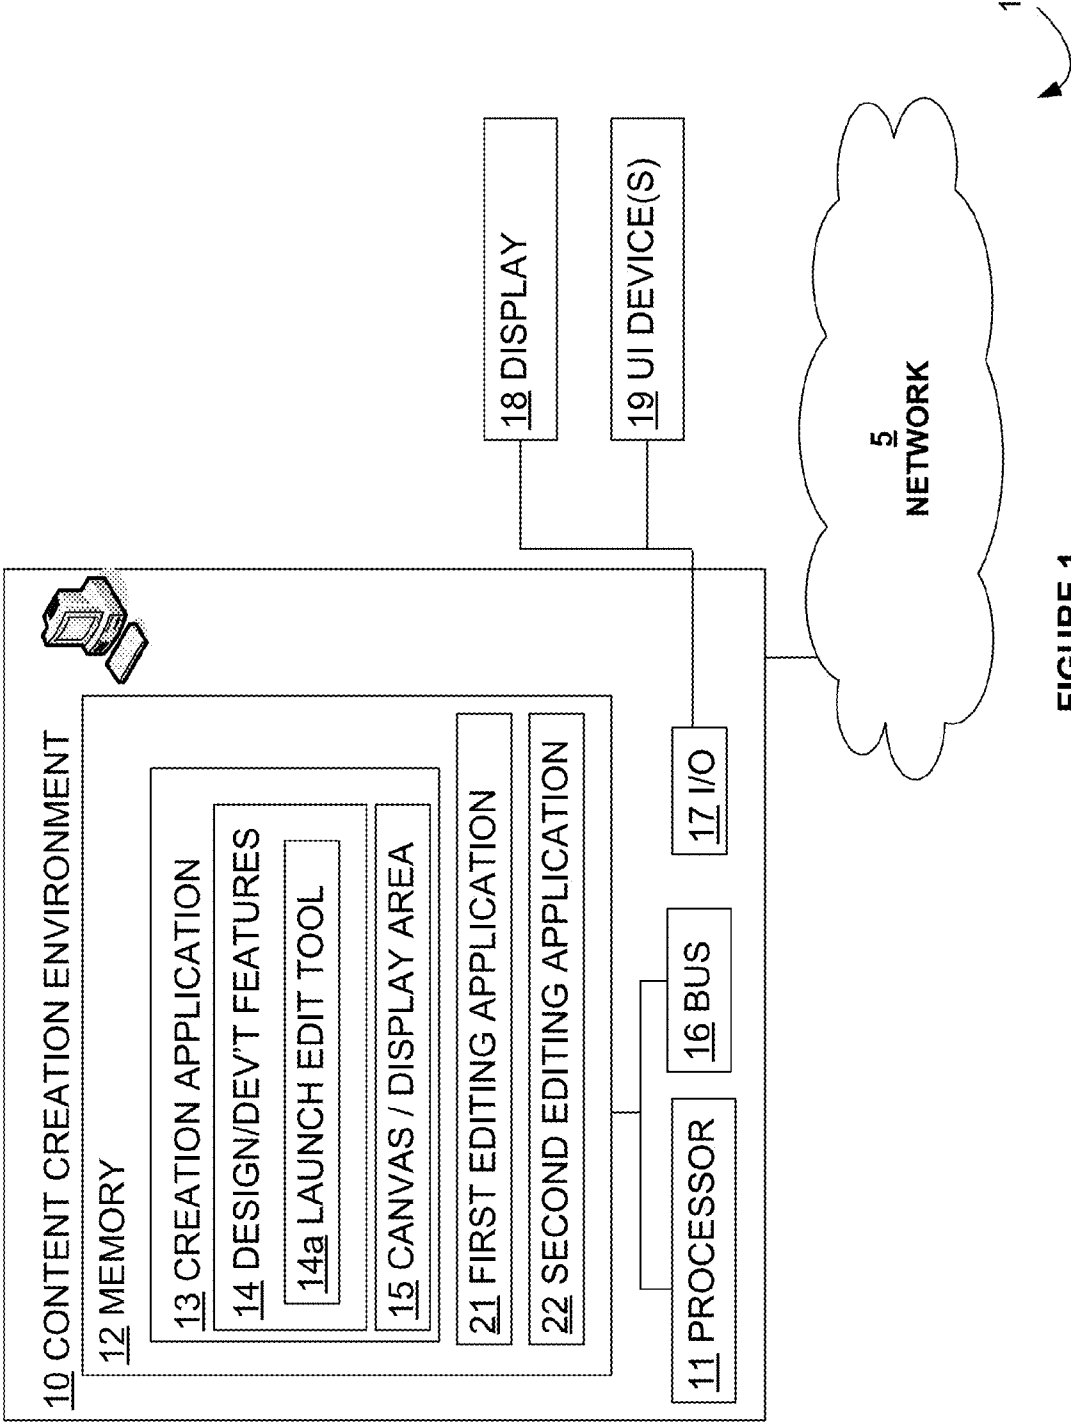 10 CONTENT CREATION ENVIRONMENT
12 MEMORY
13 CREATION APPLICATION
14 DESIGN/DEV'T FEATURES
14a LAUNCH EDIT TOOL
15 CANVAS / DISPLAY AREA
21 FIRST EDITING APPLICATION
22 SECOND EDITING APPLICATION
11 PROCESSOR
16 BUS
17 I/O
18 DISPLAY
19 UI DEVICE(S)
5
NETWORK
1
FIGURE 1